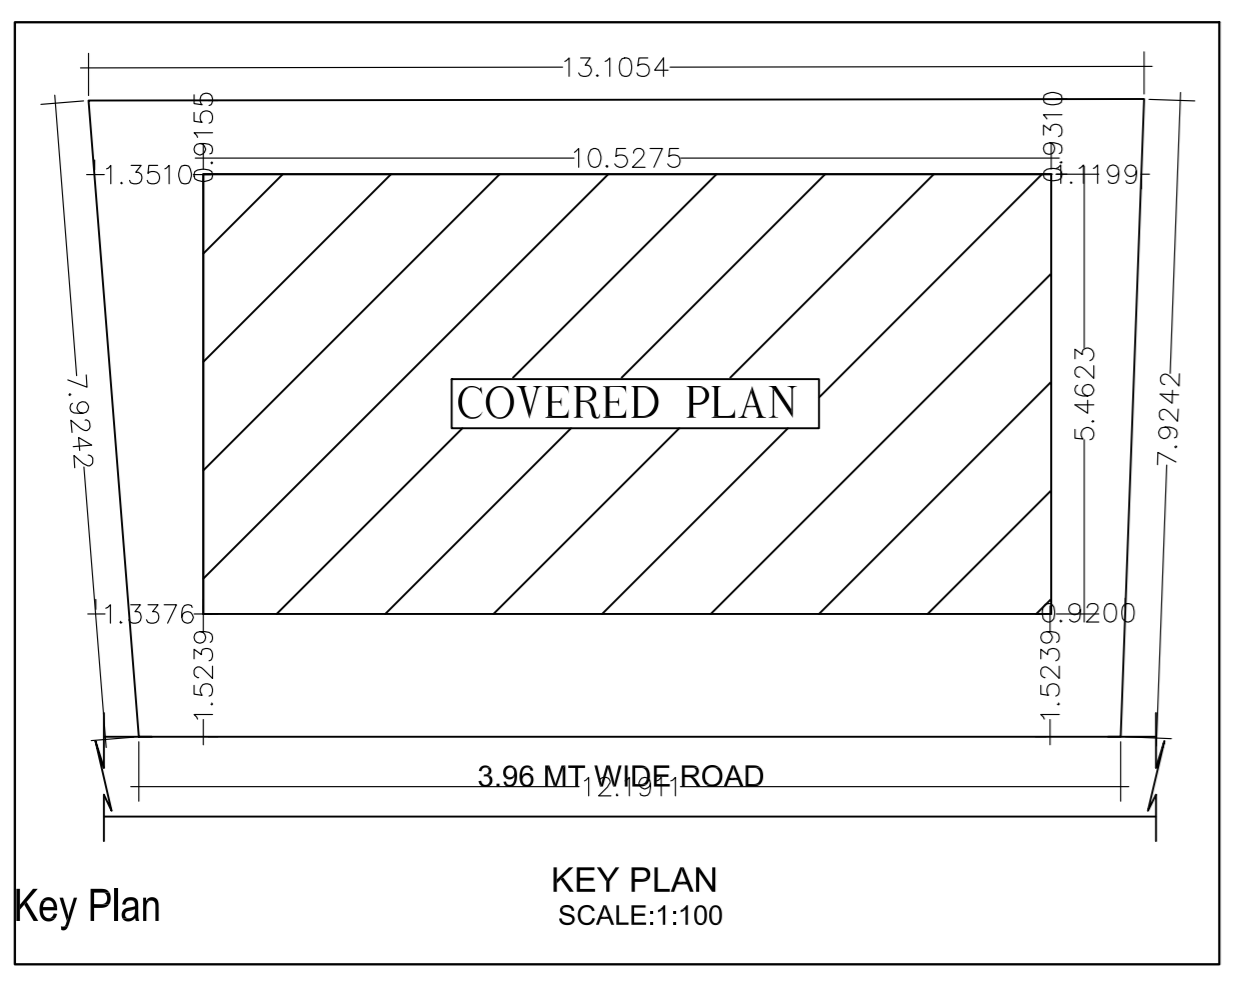 13.1054
0.9155
0.9310
10.5275
1.3510
1.1199
7.9242
COVERED PLAN
5.4623
7.9242
1.3376
0.9200
1.5239
1.5239
3.96 MT WIDE ROAD
12.1911
KEY PLAN
Key Plan
SCALE:1:100